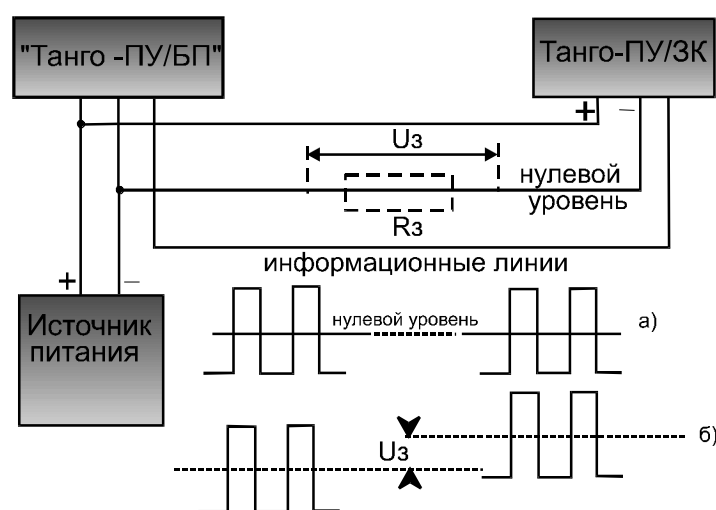 "Танго -ПУ/БП"
Танго-ПУ/ЗК
+ –
Uз
нулевой
уровень
Rз
информационные линии
+ –
Источник
питания
нулевой уровень
а)
Uз
б)